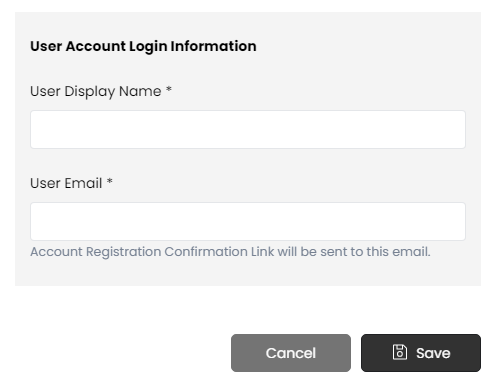 User Account Login Information
User Display Name *
User Email *
Account Registration Confirmation Link will be sent to this email.
Cancel
Save